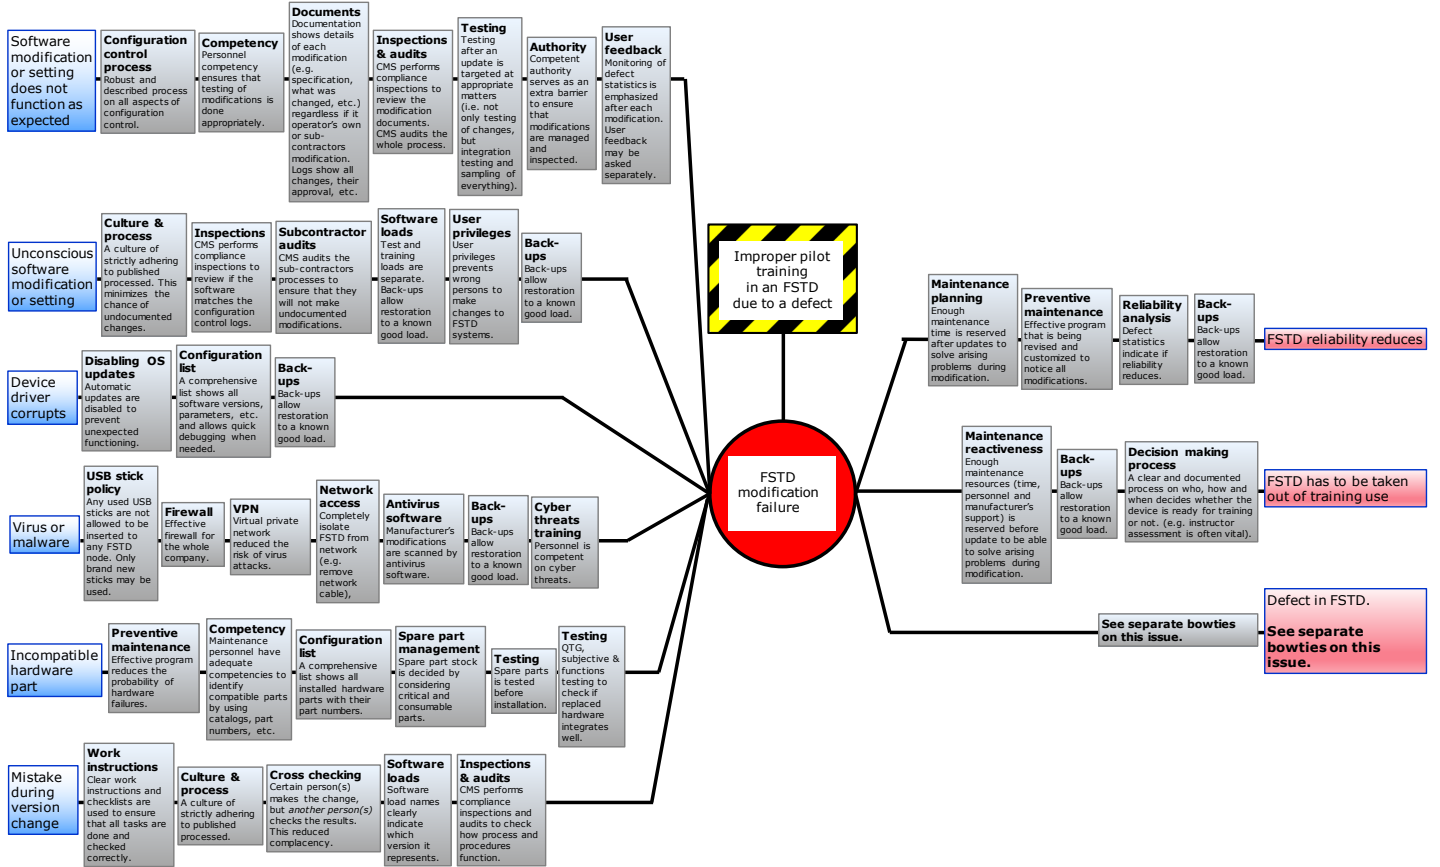 Software
modification
or setting
does not
function as
expected
Configuration
control
process
Robust and
described process
on all aspects of
configuration
control.
Competency
Personnel
competency
ensures that
testing of
modifications is
done
appropriately.
Documents
Documentation
shows details
of each
modification
(e.g.
specification,
what was
changed, etc.)
regardless if it
operator's own
or sub-
contractors
modification.
Logs show all
changes, their
approval, etc.
Inspections
& audits
CMS performs
compliance
inspections to
review the
modification
documents.
CMS audits the
whole process.
Testing
Testing
after an
update is
targeted at
appropriate
matters
(i.e. not
only testing
of changes,
but
integration
testing and
sampling of
everything).
Authority
Competent
authority
serves as an
extra barrier
to ensure
that
modifications
are managed
and
inspected.
User
feedback
Monitoring of
defect
statistics is
emphasized
after each
modification.
User
feedback
may be
asked
separately.
Unconscious
software
modification
or setting
Culture &
process
A culture of
strictly adhering
to published
processed. This
minimizes the
chance of
undocumented
changes.
Inspections
CMS performs
compliance
inspections to
review if the
software
matches the
configuration
control logs.
Subcontractor
audits
CMS audits the
sub-contractors
processes to
ensure that they
will not make
undocumented
modifications.
Software
loads
Test and
training
loads are
separate.
Back-ups
allow
restoration
to a known
good load.
User
privileges
User
privileges
prevents
wrong
persons to
make
changes to
FSTD
systems.
Back-
ups
Back-ups
allow
restoration
to a known
good load.
Device
driver
corrupts
Disabling OS
updates
Automatic
updates are
disabled to
prevent
unexpected
functioning.
Configuration
list
A comprehensive
list shows all
software versions,
parameters, etc.
and allows quick
debugging when
needed.
Back-
ups
Back-ups
allow
restoration
to a known
good load.
Virus or
malware
USB stick
policy
Any used USB
sticks are not
allowed to be
inserted to
any FSTD
node. Only
brand new
sticks may be
used.
Firewall
Effective
firewall for
the whole
company.
VPN
Virtual private
network
reduced the
risk of virus
attacks.
Network
access
Completely
isolate
FSTD from
network
(e.g.
remove
network
cable),
Antivirus
software
Manufacturer's
modifications
are scanned by
antivirus
software.
Back-
ups
Back-ups
allow
restoration
to a known
good load.
Cyber
threats
training
Personnel is
competent
on cyber
threats.
Incompatible
hardware
part
Preventive
maintenance
Effective program
reduces the
probability of
hardware
failures.
Competency
Maintenance
personnel have
adequate
competencies to
identify
compatible parts
by using
catalogs, part
numbers, etc.
Configuration
list
A comprehensive
list shows all
installed hardware
parts with their
part numbers.
Spare part
management
Spare part stock
is decided by
considering
critical and
consumable
parts.
Testing
Spare parts
is tested
before
installation.
Testing
QTG,
subjective &
functions
testing to
check if
replaced
hardware
integrates
well.
Mistake
during
version
change
Work
instructions
Clear work
instructions and
checklists are
used to ensure
that all tasks are
done and
checked
correctly.
Culture &
process
A culture of
strictly adhering
to published
processed.
Cross checking
Certain person(s)
makes the change,
but another person(s)
checks the results.
This reduced
complacency.
Software
loads
Software
load names
clearly
indicate
which
version it
represents.
Inspections
& audits
CMS performs
compliance
inspections and
audits to check
how process and
procedures
function.
Improper pilot
training
in an FSTD
due to a defect
FSTD
modification
failure
Maintenance
planning
Enough
maintenance
time is reserved
after updates to
solve arising
problems during
modification.
Preventive
maintenance
Effective program
that is being
revised and
customized to
notice all
modifications.
Reliability
analysis
Defect
statistics
indicate if
reliability
reduces.
Back-
ups
Back-ups
allow
restoration
to a known
good load.
FSTD reliability reduces
Maintenance
reactiveness
Enough
maintenance
resources (time,
personnel and
manufacturer's
support) is
reserved before
update to be able
to solve arising
problems during
modification.
Back-
ups
Back-ups
allow
restoration
to a known
good load.
Decision making
process
A clear and documented
process on who, how and
when decides whether the
device is ready for training
or not. (e.g. instructor
assessment is often vital).
FSTD has to be taken
out of training use
See separate bowties
on this issue.
Defect in FSTD.
See separate
bowties on this
issue.